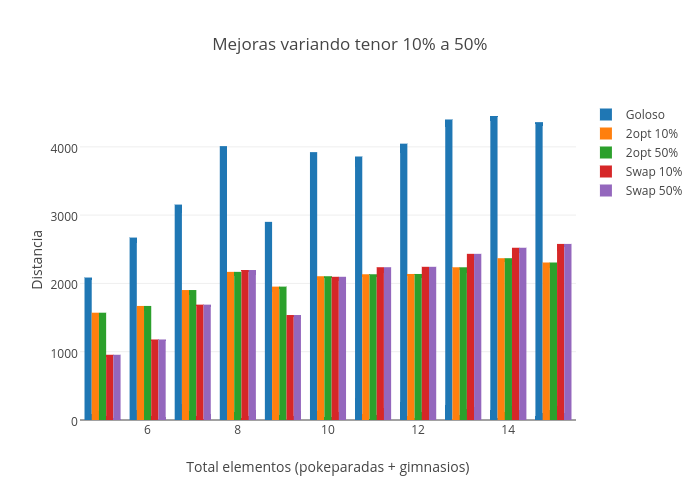 Mejoras variando tenor 10% a 50%
Goloso
2opt 10%
2opt 50%
Swap 10%
Swap 50%
Distancia
4000
3000
2000
1000
0
6 8 10 12 14
Total elementos (pokeparadas + gimnasios)